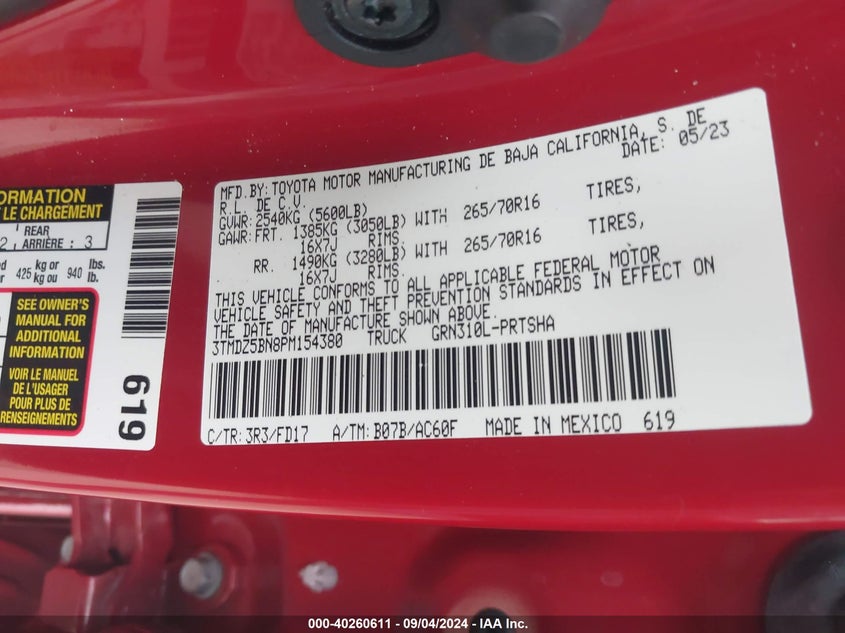 ORMATION
LE CHARGEMENT
2 REAR ARRIÈRE : 3
425 kg or kg ou 940 lbs. lb.
SEE OWNER'S
MANUAL FOR
ADDITIONAL
INFORMATION
VOIR LE MANUEL
DE L'USAGER
POUR PLUS DE
RENSEIGNEMENTS
619
MFD.BY:TOYOTA MOTOR MANUFACTURING DE BAJA CALIFORNIA, S. DE
R.L. DE C.V. DATE: 05/23
GVWR:2540KG (5600LB)
GAWR:FRT. 1385KG (3050LB) WITH 265/70R16 TIRES,
16X7J RIMS.
RR. 1490KG (3280LB) WITH 265/70R16 TIRES,
16X7J RIMS.
THIS VEHICLE CONFORMS TO ALL APPLICABLE FEDERAL MOTOR
VEHICLE SAFETY AND THEFT PREVENTION STANDARDS IN EFFECT ON
THE DATE OF MANUFACTURE SHOWN ABOVE.
3TMDZ5BN8PM154380 TRUCK GRN310L-PRTSHA
C/TR:3R3/FD17 A/TM:B07B/AC60F MADE IN MEXICO 619
000-40260611 - 09/04/2024 - IAA Inc.